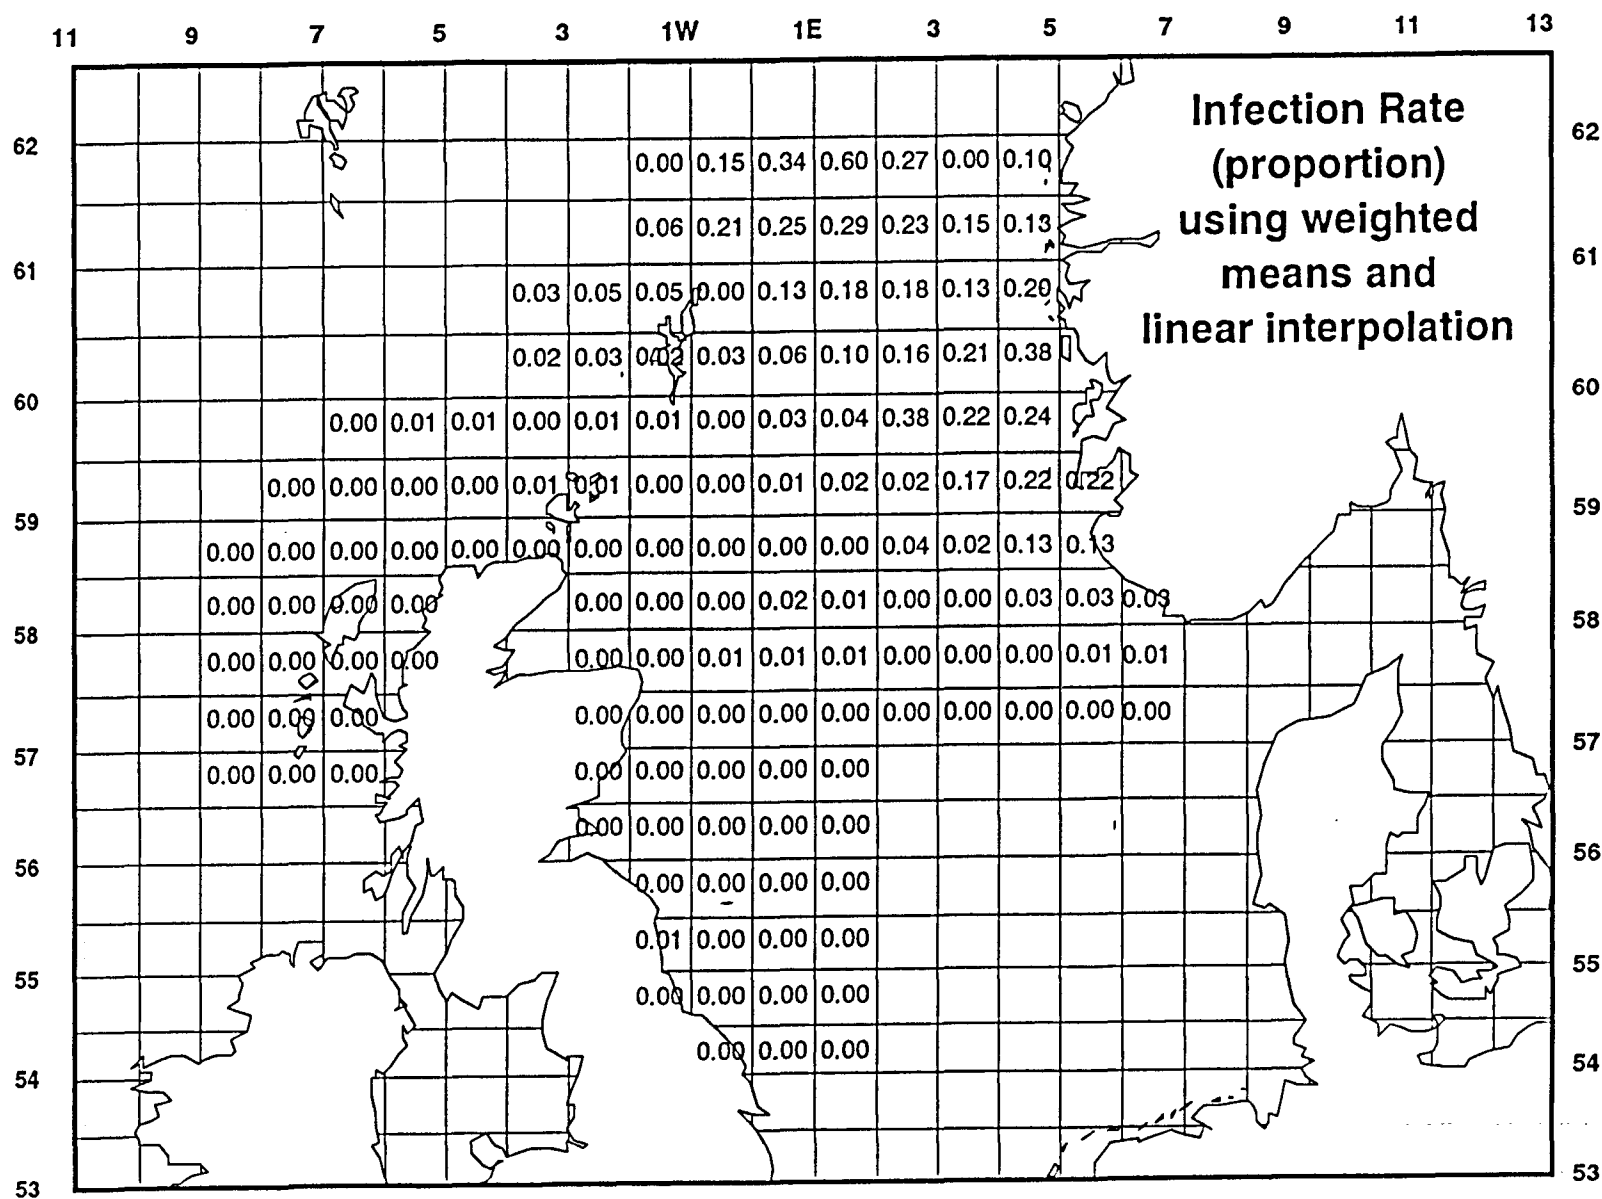 11 9 7 5 3 1W 1E 3 5 7 9 11 13
Infection Rate
(proportion)
using weighted
means and
linear interpolation
62 62
0.00 0.15 0.34 0.60 0.27 0.00 0.10
0.06 0.21 0.25 0.29 0.23 0.15 0.13
61 61
0.03 0.05 0.05 0.00 0.13 0.18 0.18 0.13 0.20
0.02 0.03 0.02 0.03 0.06 0.10 0.16 0.21 0.38
60 60
0.00 0.01 0.01 0.00 0.01 0.01 0.00 0.03 0.04 0.38 0.22 0.24
0.00 0.00 0.00 0.00 0.01 0.01 0.00 0.00 0.01 0.02 0.02 0.17 0.22 0.22
59 59
0.00 0.00 0.00 0.00 0.00 0.00 0.00 0.00 0.00 0.00 0.00 0.04 0.02 0.13 0.13
0.00 0.00 0.00 0.00 0.00 0.00 0.00 0.02 0.01 0.00 0.00 0.03 0.03 0.03
58 58
0.00 0.00 0.00 0.00 0.00 0.00 0.01 0.01 0.01 0.00 0.00 0.00 0.01 0.01
0.00 0.00 0.00 0.00 0.00 0.00 0.00 0.00 0.00 0.00 0.00 0.00 0.00
57 57
0.00 0.00 0.00 0.00 0.00 0.00 0.00 0.00
0.00 0.00 0.00 0.00 0.00
56 56
0.00 0.00 0.00 0.00
0.01 0.00 0.00 0.00
55 55
0.00 0.00 0.00 0.00
0.00 0.00 0.00
54 54
53 53